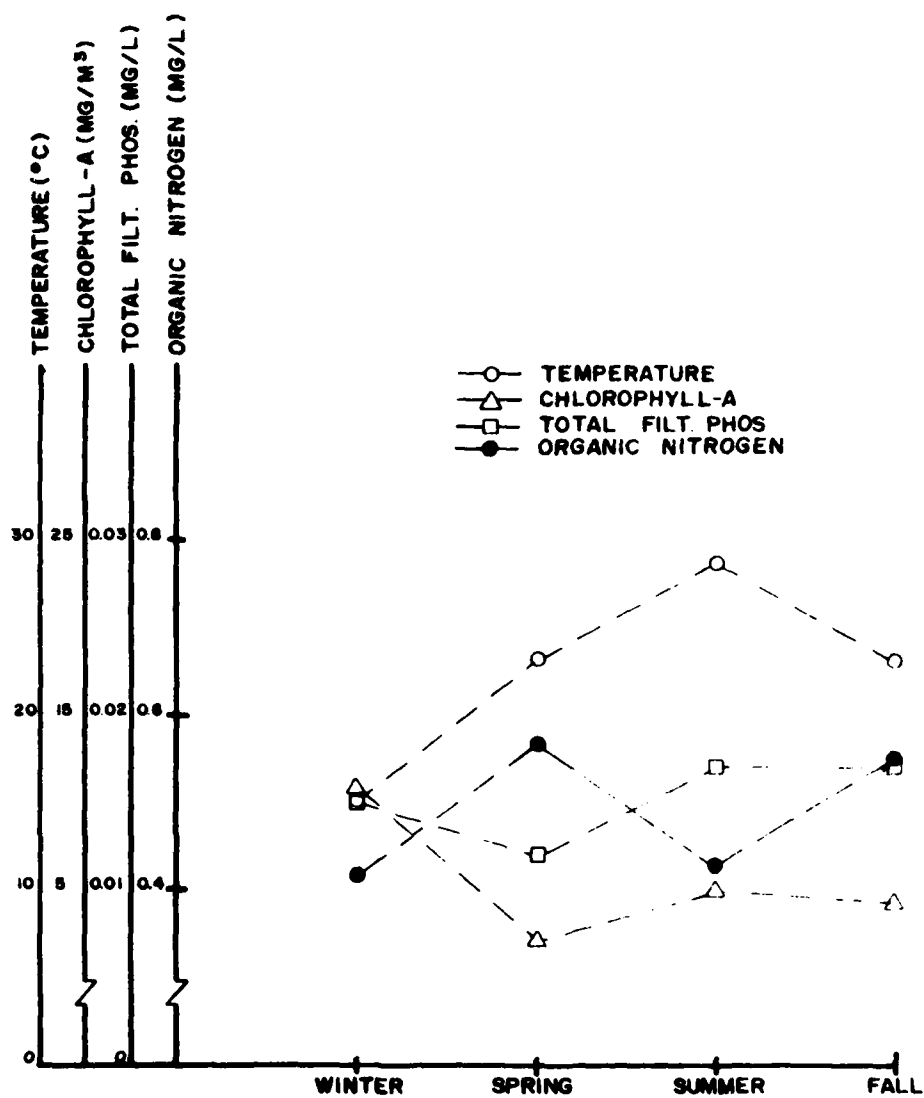 TEMPERATURE (°C)
CHLOROPHYLL-A (MG/M³)
TOTAL FILT. PHOS. (MG/L)
ORGANIC NITROGEN (MG/L)
TEMPERATURE
CHLOROPHYLL-A
TOTAL FILT. PHOS
ORGANIC NITROGEN
30 25 0.03 0.8
20 15 0.02 0.6
10 5 0.01 0.4
0 0
WINTER SPRING SUMMER FALL